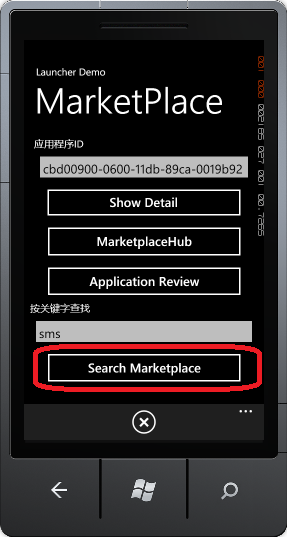 Launcher Demo
MarketPlace
应用程序ID
cbd00900-0600-11db-89ca-0019b92
Show Detail
MarketplaceHub
Application Review
按关键字查找
sms
Search Marketplace